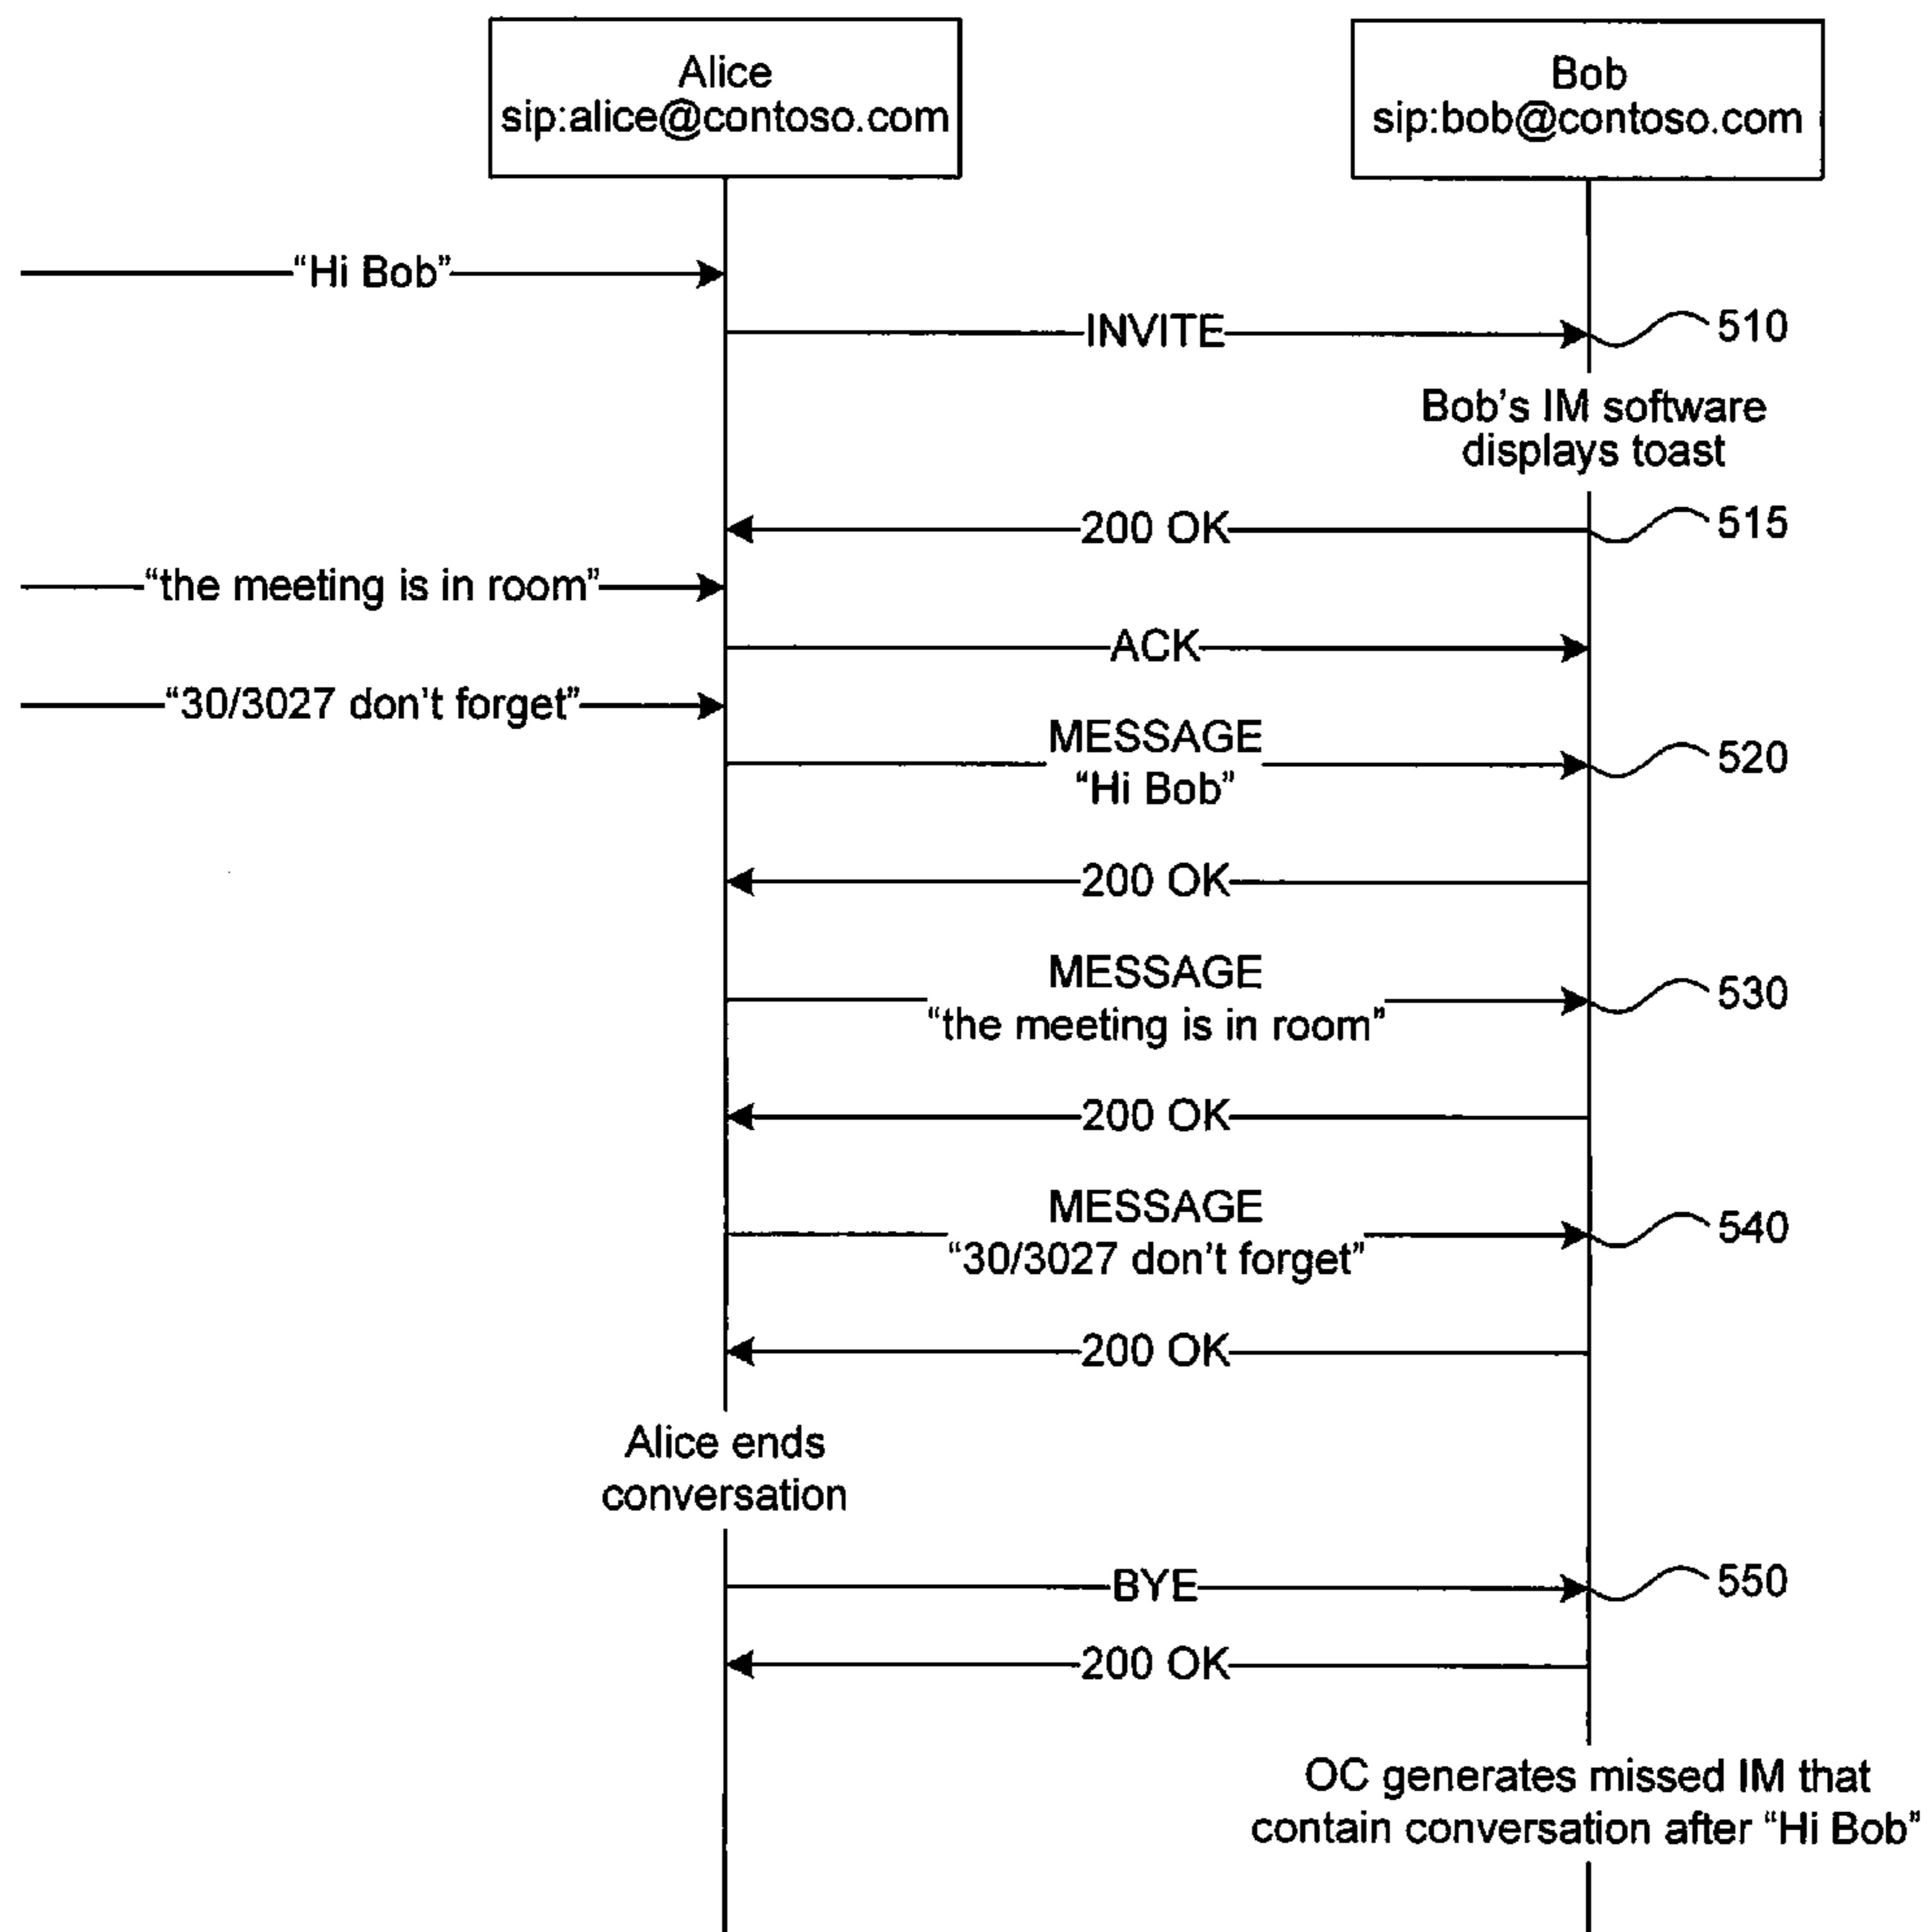 Alice
sip:alice@contoso.com
Bob
sip:bob@contoso.com
“Hi Bob”
INVITE
510
Bob’s IM software
displays toast
200 OK
515
“the meeting is in room”
ACK
“30/3027 don’t forget”
MESSAGE
“Hi Bob”
520
200 OK
MESSAGE
“the meeting is in room”
530
200 OK
MESSAGE
“30/3027 don’t forget”
540
200 OK
Alice ends
conversation
BYE
550
200 OK
OC generates missed IM that
contain conversation after “Hi Bob”